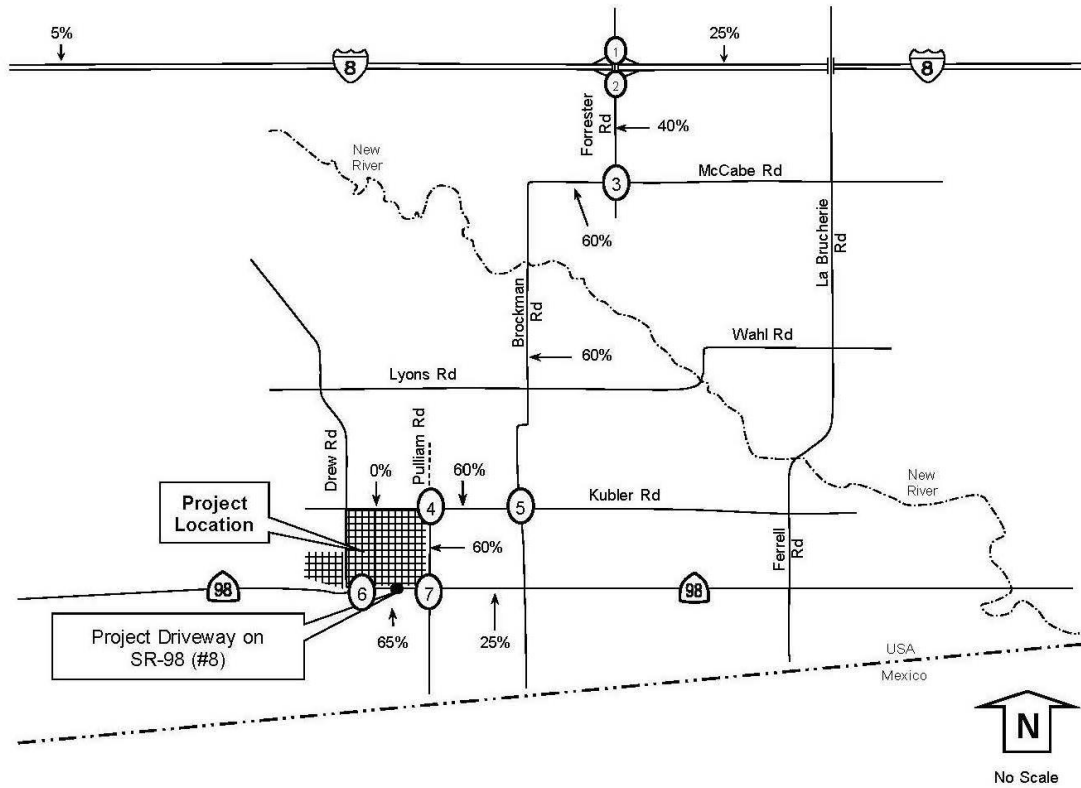 5%
25%
8
1
8
2
Forrester
Rd
40%
New
River
3
McCabe Rd
60%
La Brucherie
Rd
Brockman
Rd
Wahl Rd
60%
Lyons Rd
Drew Rd
Pulliam Rd
0%
60%
Project
Location
4
5
Kubler Rd
New
River
60%
Ferrell
Rd
98
6
7
98
Project Driveway on
SR-98 (#8)
65%
25%
USA
Mexico
N
No Scale